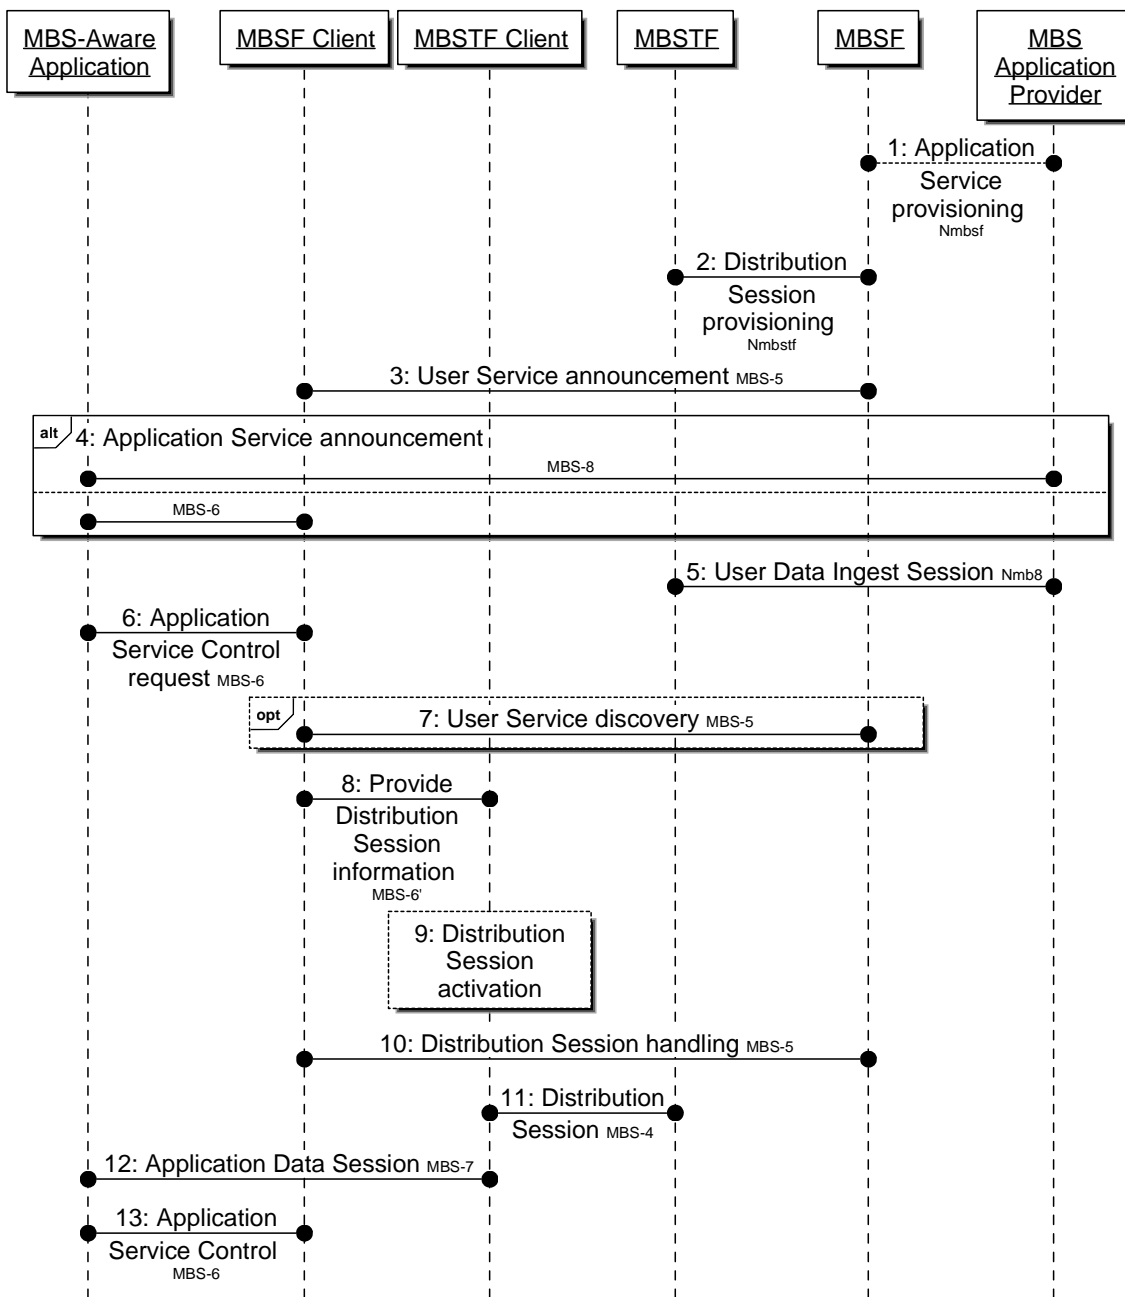 MBS-Aware
Application
MBSF Client
MBSTF Client
MBSTF
MBSF
MBS
Application
Provider
1: Application
Service
provisioning
Nmbsf
2: Distribution
Session
provisioning
Nmbstf
3: User Service announcement MBS-5
alt
4: Application Service announcement
MBS-8
MBS-6
5: User Data Ingest Session Nmb8
6: Application
Service Control
request MBS-6
opt
7: User Service discovery MBS-5
8: Provide
Distribution
Session
information
MBS-6'
9: Distribution
Session
activation
10: Distribution Session handling MBS-5
11: Distribution
Session MBS-4
12: Application Data Session MBS-7
13: Application
Service Control
MBS-6